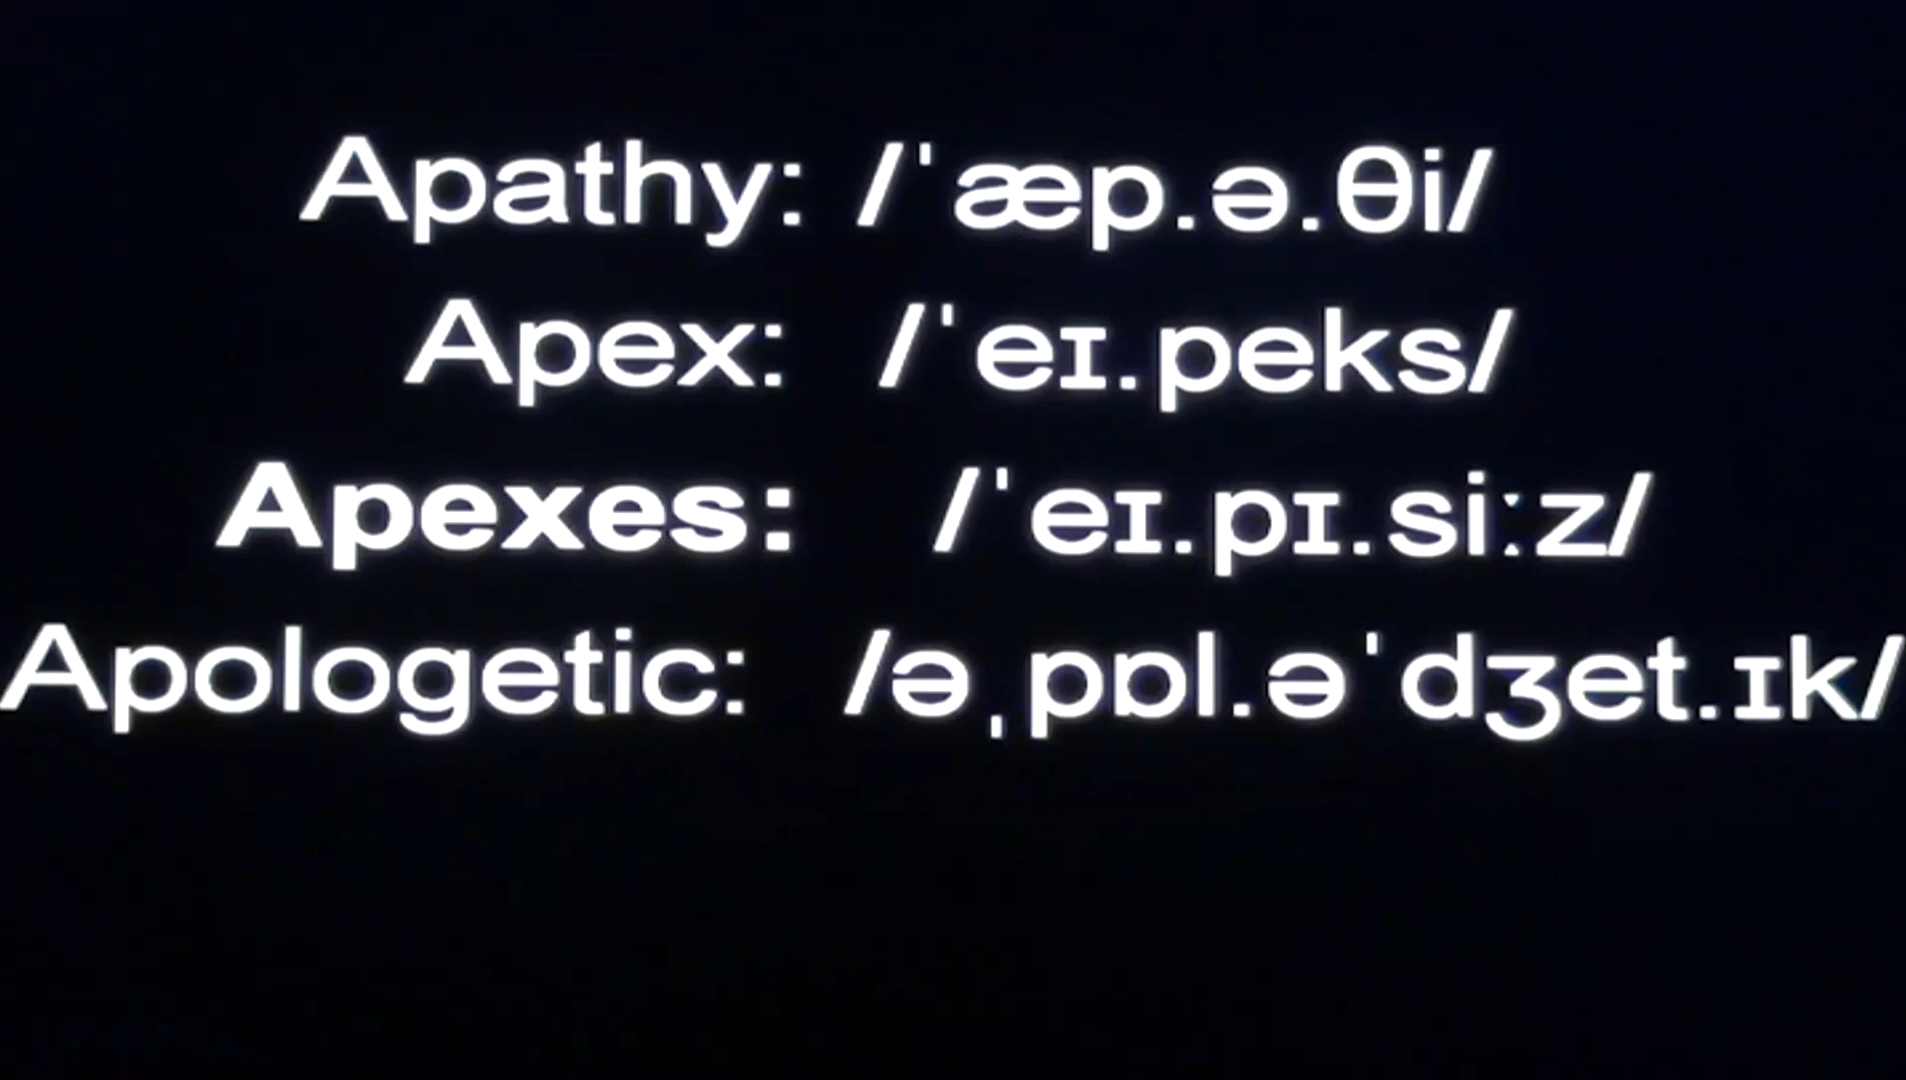 Apathy: /ˈæp.ə.θi/
Apex: /ˈeɪ.peks/
Apexes: /ˈeɪ.pɪ.siːz/
Apologetic: /əˌpɒl.əˈdʒet.ɪk/